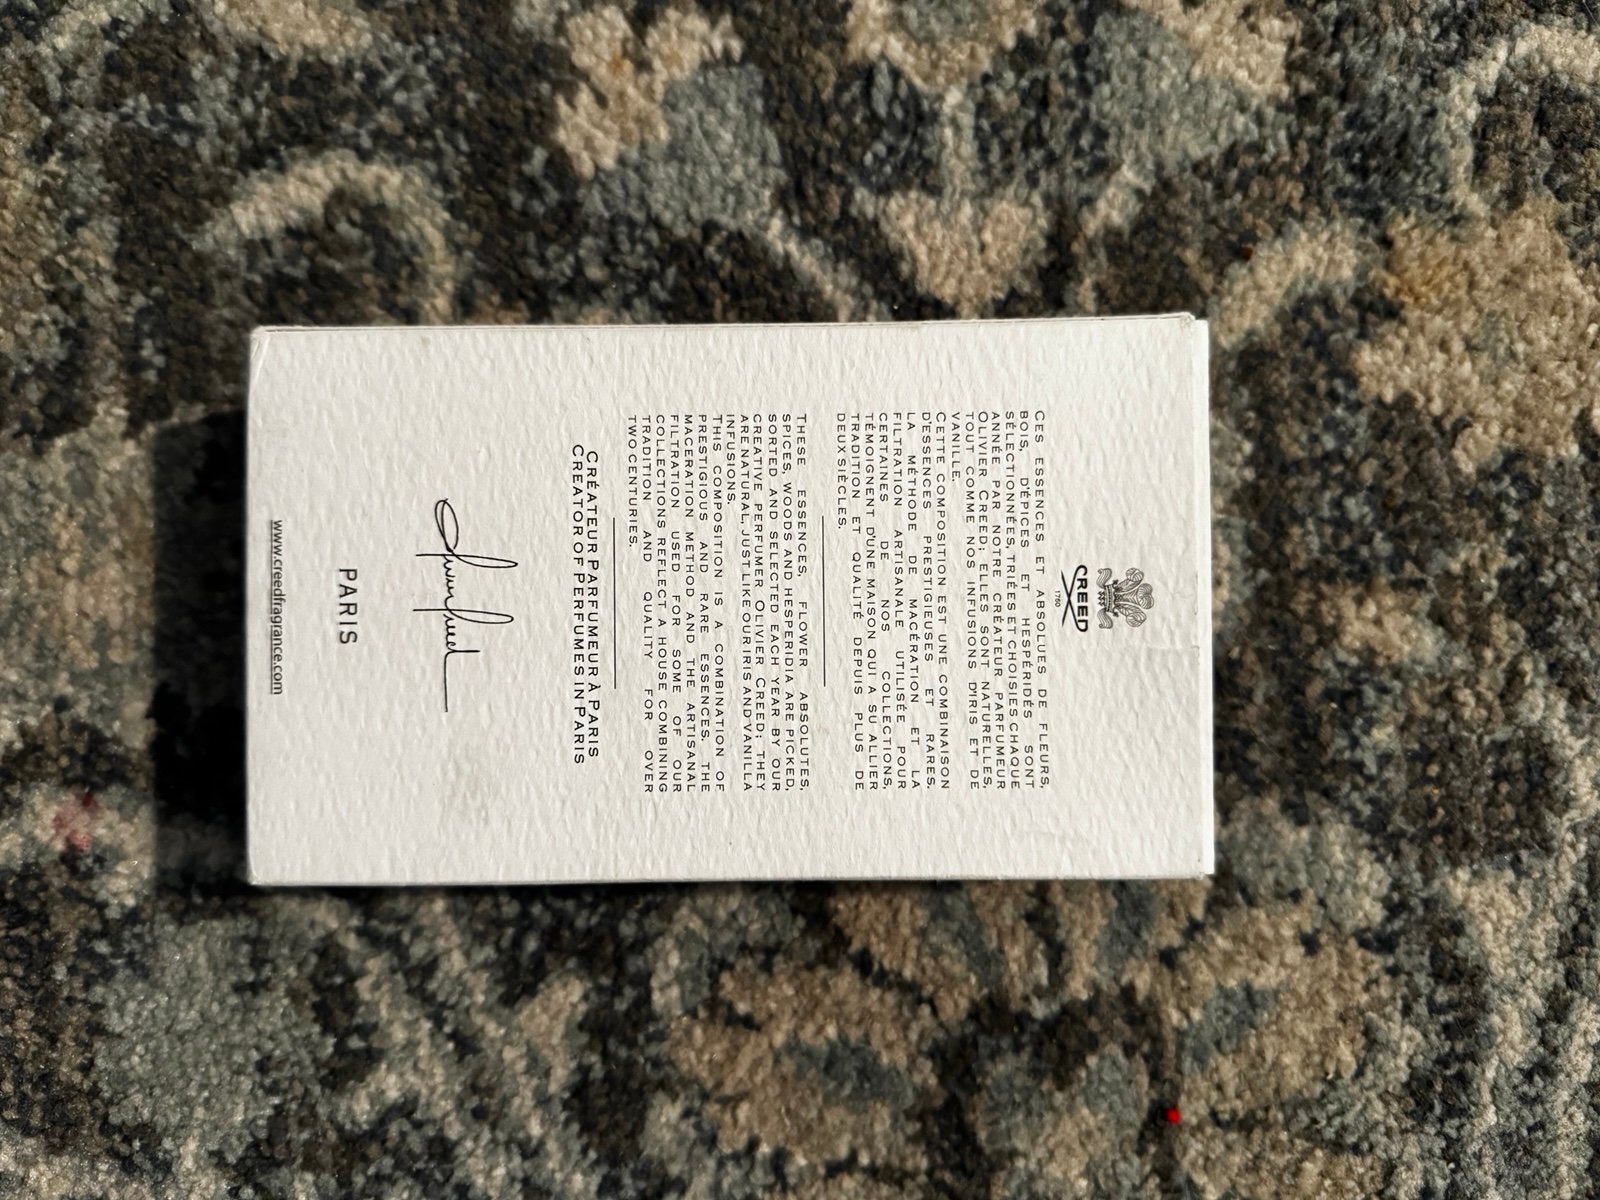 CREED
1760
CES ESSENCES ET ABSOLUES DE FLEURS,
BOIS, D'ÉPICES ET HESPÉRIDÉS SONT
SÉLECTIONNÉES, TRIÉES ET CHOISIES CHAQUE
ANNÉE PAR NOTRE CRÉATEUR PARFUMEUR
OLIVIER CREED; ELLES SONT NATURELLES,
TOUT COMME NOS INFUSIONS D'IRIS ET DE
VANILLE.
CETTE COMPOSITION EST UNE COMBINAISON
D'ESSENCES PRESTIGIEUSES ET RARES.
LA MÉTHODE DE MACÉRATION ET LA
FILTRATION ARTISANALE UTILISÉE POUR
CERTAINES DE NOS COLLECTIONS,
TÉMOIGNENT D'UNE MAISON QUI A SU ALLIER
TRADITION ET QUALITÉ DEPUIS PLUS DE
DEUX SIÈCLES.
THESE ESSENCES, FLOWER ABSOLUTES,
SPICES, WOODS AND HESPERIDIA ARE PICKED,
SORTED AND SELECTED EACH YEAR BY OUR
CREATIVE PERFUMER OLIVIER CREED; THEY
ARE NATURAL, JUST LIKE OUR IRIS AND VANILLA
INFUSIONS.
THIS COMPOSITION IS A COMBINATION OF
PRESTIGIOUS AND RARE ESSENCES. THE
MACERATION METHOD AND THE ARTISANAL
FILTRATION USED FOR SOME OF OUR
COLLECTIONS REFLECT A HOUSE COMBINING
TRADITION AND QUALITY FOR OVER
TWO CENTURIES.
CRÉATEUR PARFUMEUR À PARIS
CREATOR OF PERFUMES IN PARIS
Olivier Creed
PARIS
www.creedfragrance.com